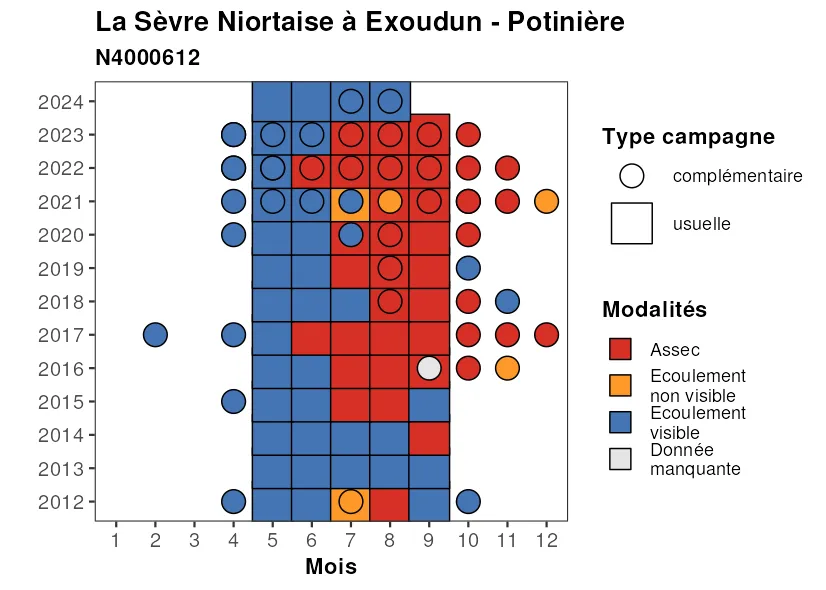 La Sèvre Niortaise à Exoudun - Potinière
N4000612
2024
2023
2022
2021
2020
2019
2018
2017
2016
2015
2014
2013
2012
1 2 3 4 5 6 7 8 9 10 11 12
Mois
Type campagne
complémentaire
usuelle
Modalités
Assec
Ecoulement
non visible
Ecoulement
visible
Donnée
manquante